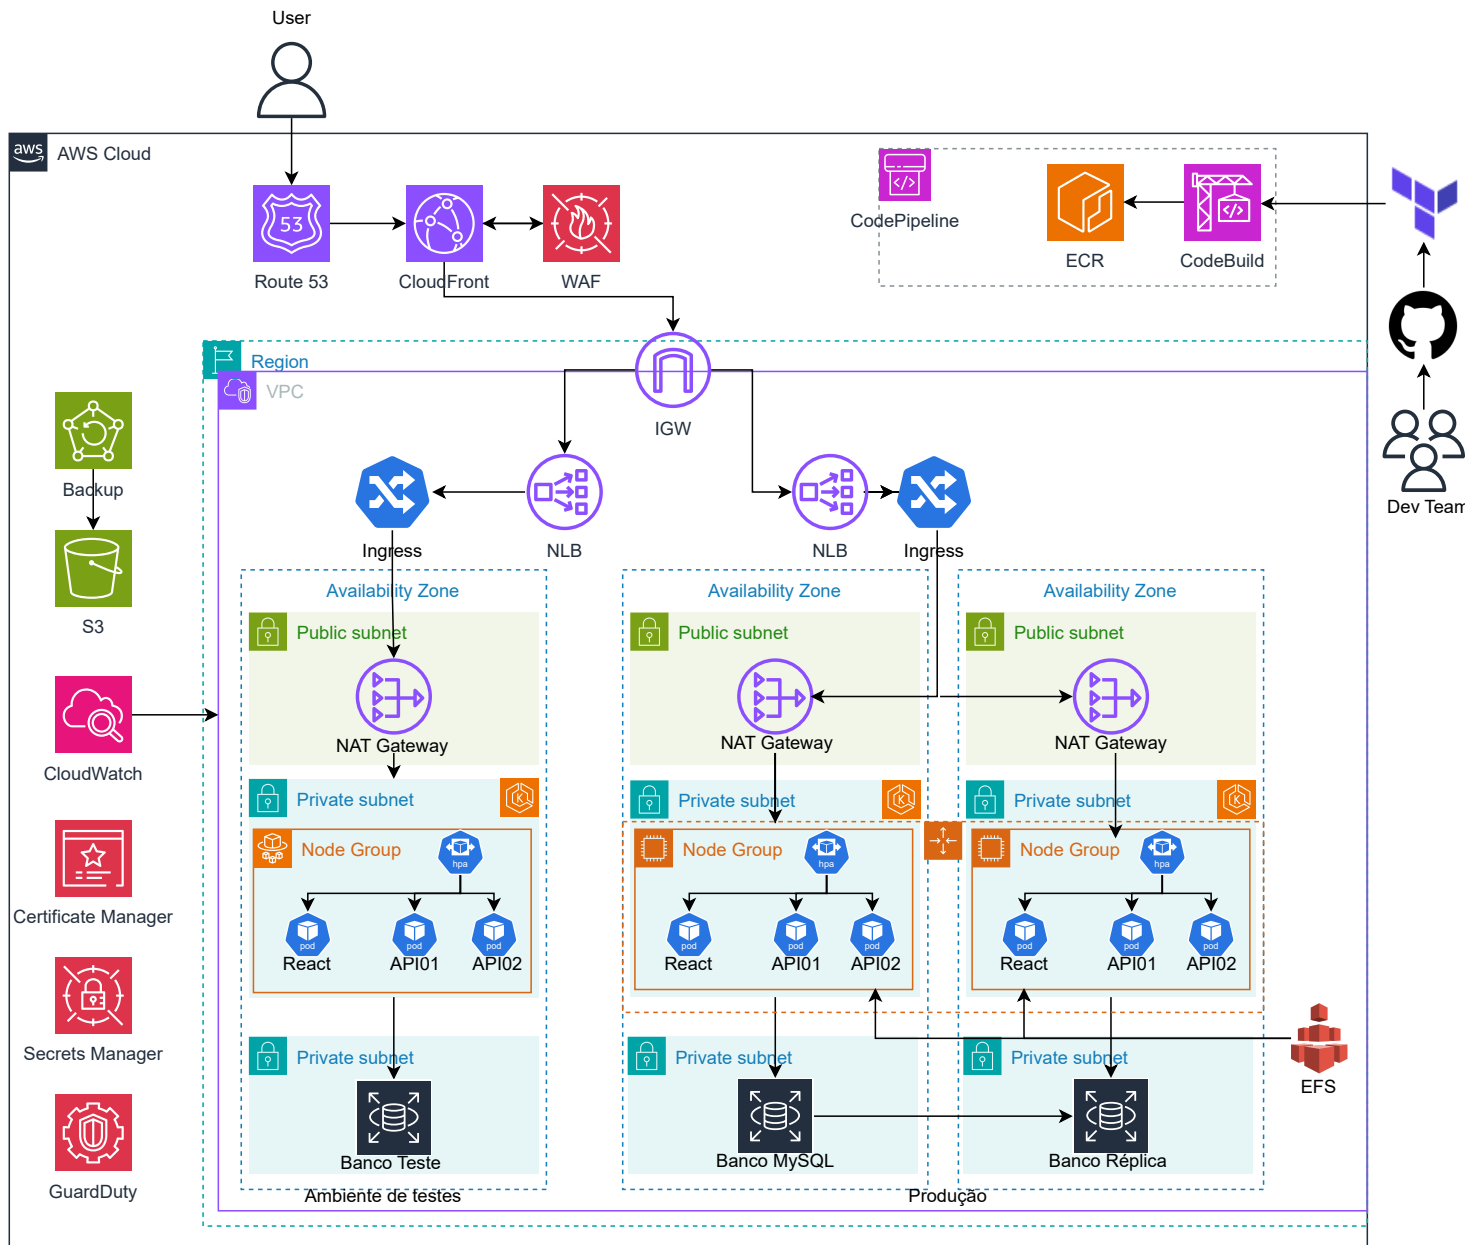 User
aws
AWS Cloud
CodePipeline
ECR
CodeBuild
53
Route 53
CloudFront
WAF
Region
VPC
IGW
Backup
Dev Team
Ingress
NLB
NLB
Ingress
S3
Availability Zone
Availability Zone
Availability Zone
Public subnet
Public subnet
Public subnet
NAT Gateway
NAT Gateway
NAT Gateway
CloudWatch
Private subnet
K
Private subnet
K
Private subnet
K
Node Group
hpa
Node Group
hpa
Node Group
hpa
Certificate Manager
pod
pod
pod
pod
pod
pod
pod
pod
pod
React
API01
API02
React
API01
API02
React
API01
API02
Secrets Manager
Private subnet
Private subnet
Private subnet
EFS
Banco Teste
Banco MySQL
Banco Réplica
GuardDuty
Ambiente de testes
Produção